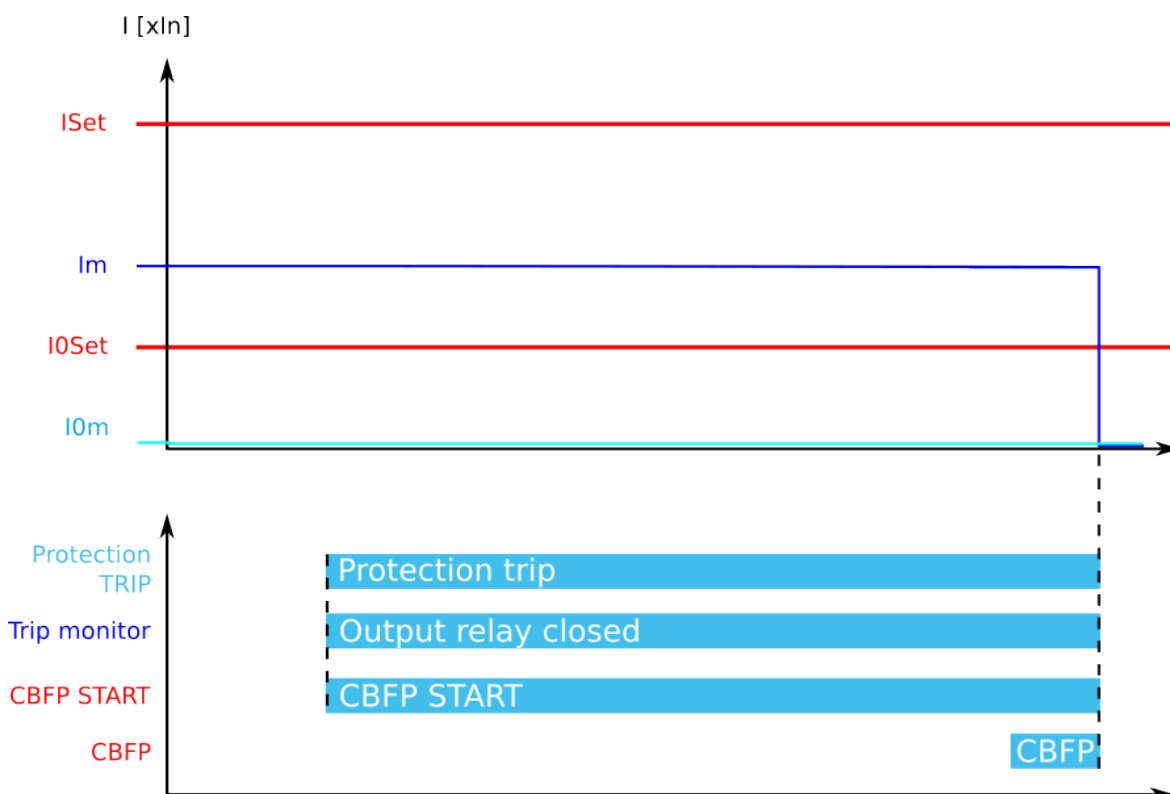 I [xIn]
ISet
Im
I0Set
I0m
Protection
TRIP
Protection trip
Trip monitor
Output relay closed
CBFP START
CBFP START
CBFP
CBFP